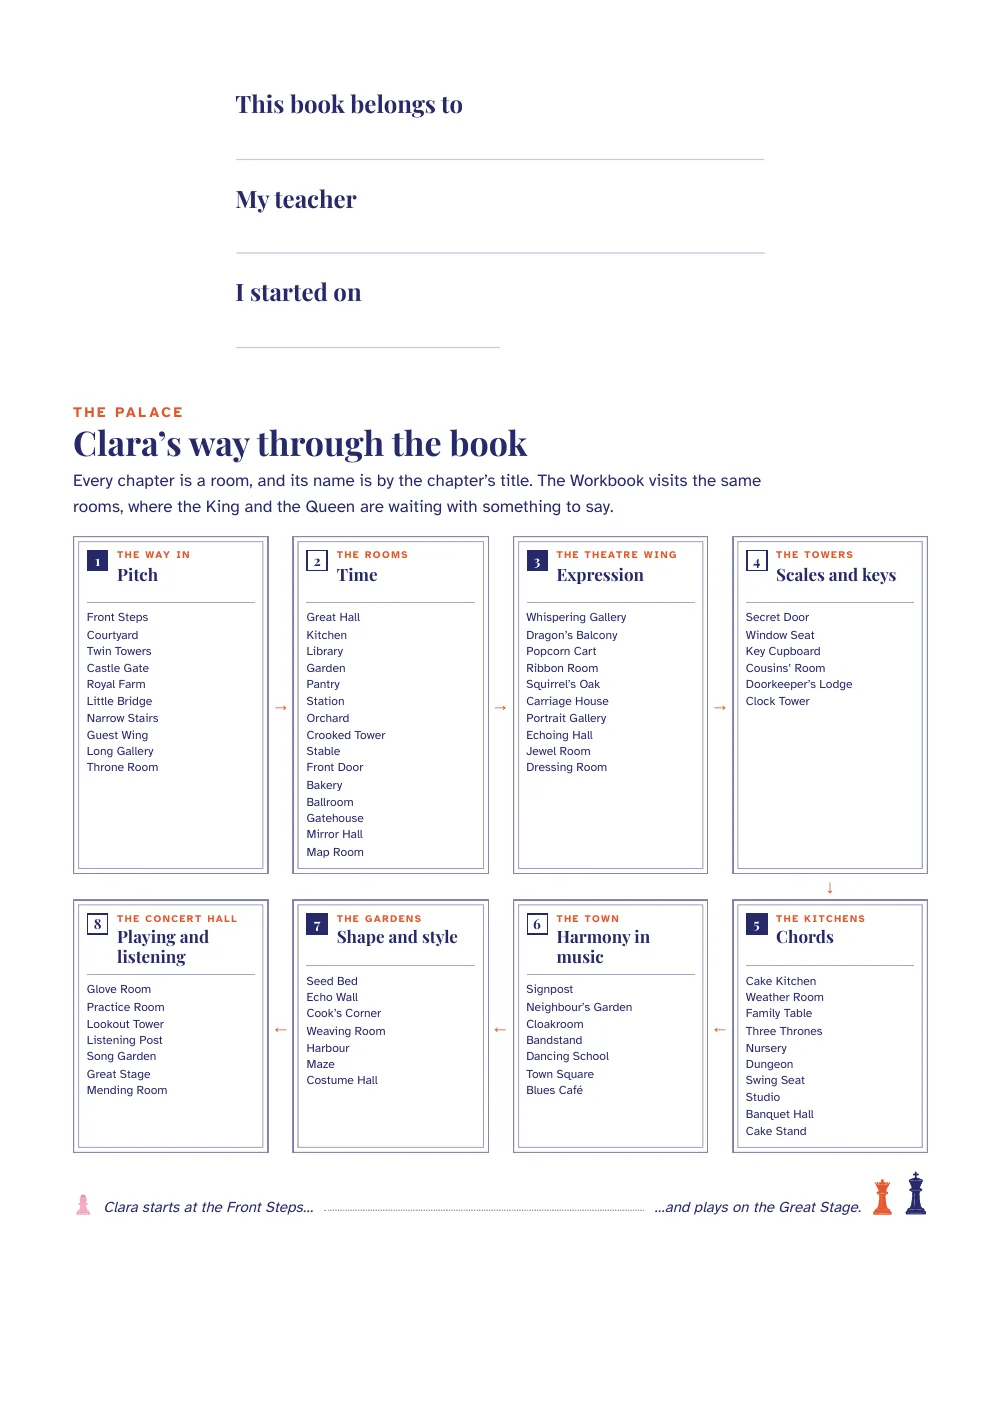 This book belongs to
My teacher
I started on
THE PALACE
Clara’s way through the book
Every chapter is a room, and its name is by the chapter’s title. The Workbook visits the same
rooms, where the King and the Queen are waiting with something to say.
1
THE WAY IN
Pitch
Front Steps
Courtyard
Twin Towers
Castle Gate
Royal Farm
Little Bridge
Narrow Stairs
Guest Wing
Long Gallery
Throne Room
→
2
THE ROOMS
Time
Great Hall
Kitchen
Library
Garden
Pantry
Station
Orchard
Crooked Tower
Stable
Front Door
Bakery
Ballroom
Gatehouse
Mirror Hall
Map Room
→
3
THE THEATRE WING
Expression
Whispering Gallery
Dragon’s Balcony
Popcorn Cart
Ribbon Room
Squirrel’s Oak
Carriage House
Portrait Gallery
Echoing Hall
Jewel Room
Dressing Room
→
4
THE TOWERS
Scales and keys
Secret Door
Window Seat
Key Cupboard
Cousins’ Room
Doorkeeper’s Lodge
Clock Tower
↓
8
THE CONCERT HALL
Playing and
listening
Glove Room
Practice Room
Lookout Tower
Listening Post
Song Garden
Great Stage
Mending Room
←
7
THE GARDENS
Shape and style
Seed Bed
Echo Wall
Cook’s Corner
Weaving Room
Harbour
Maze
Costume Hall
←
6
THE TOWN
Harmony in
music
Signpost
Neighbour’s Garden
Cloakroom
Bandstand
Dancing School
Town Square
Blues Café
←
5
THE KITCHENS
Chords
Cake Kitchen
Weather Room
Family Table
Three Thrones
Nursery
Dungeon
Swing Seat
Studio
Banquet Hall
Cake Stand
Clara starts at the Front Steps… …and plays on the Great Stage.